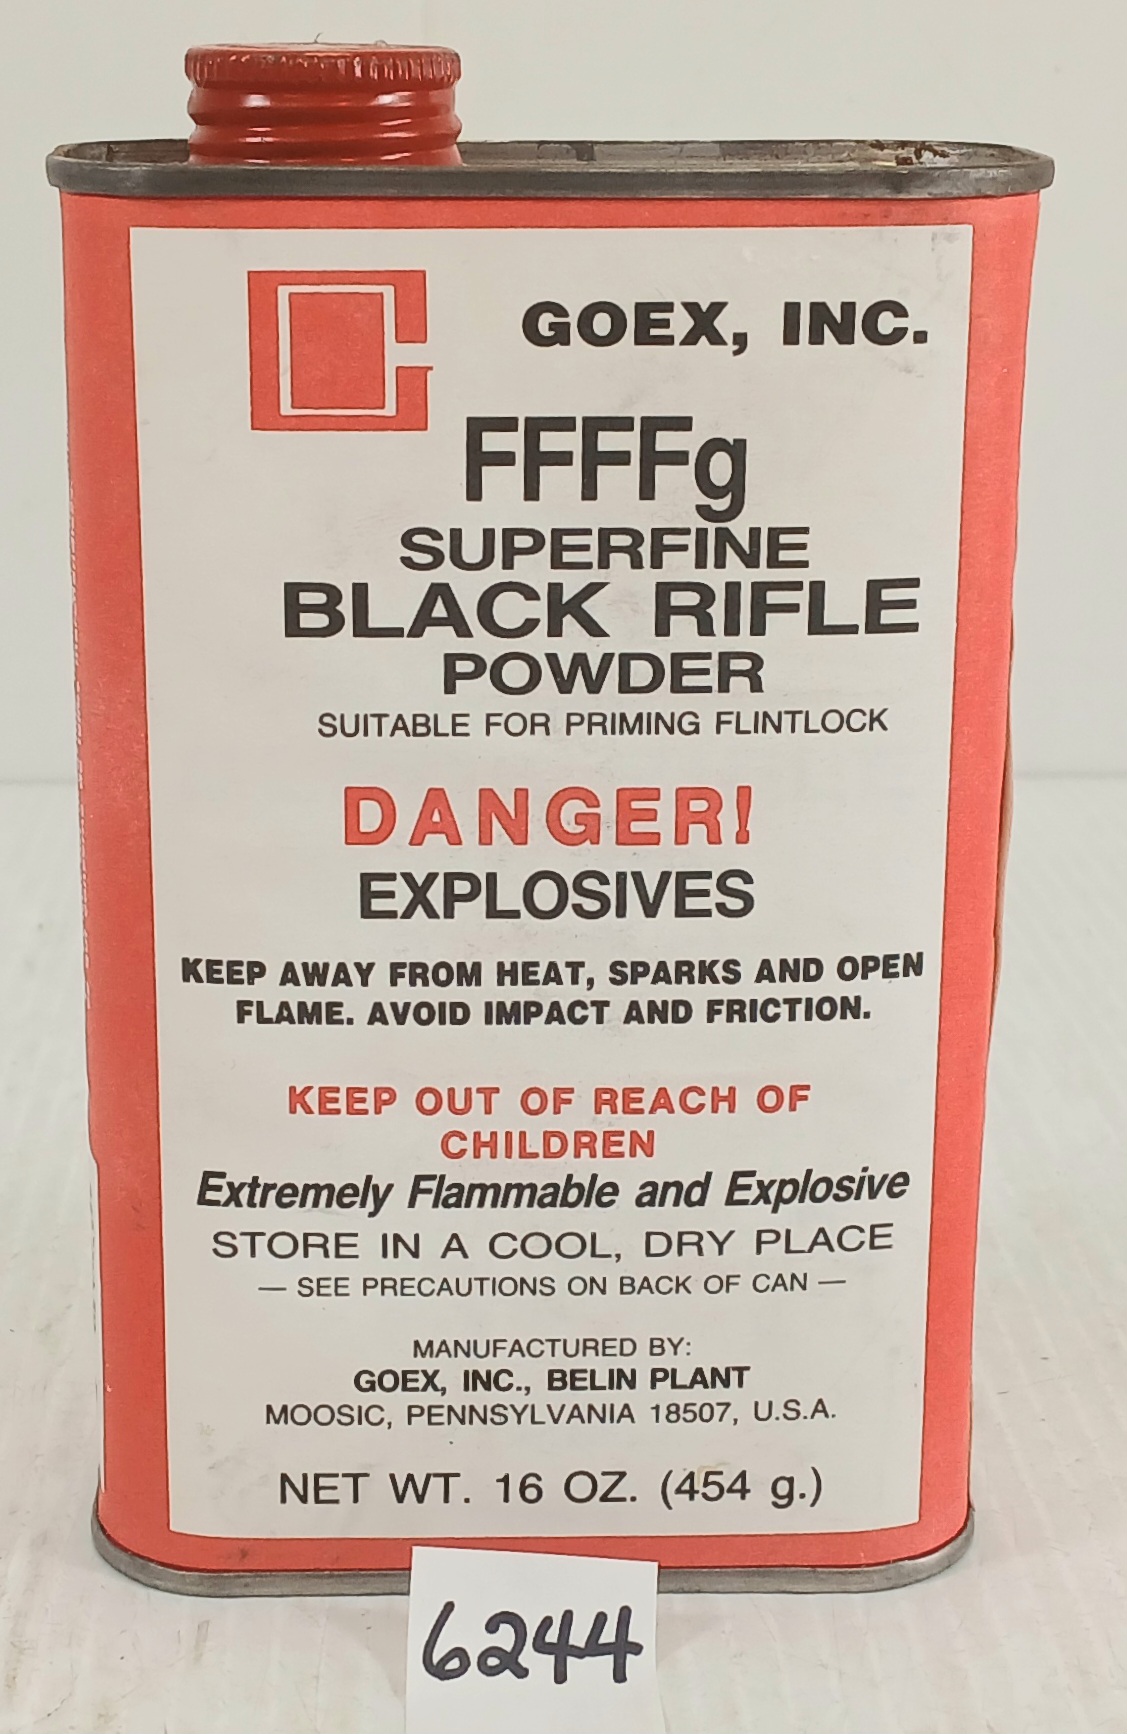 GOEX, INC.
FFFFg
SUPERFINE
BLACK RIFLE
POWDER
SUITABLE FOR PRIMING FLINTLOCK
DANGER!
EXPLOSIVES
KEEP AWAY FROM HEAT, SPARKS AND OPEN
FLAME. AVOID IMPACT AND FRICTION.
KEEP OUT OF REACH OF
CHILDREN
Extremely Flammable and Explosive
STORE IN A COOL, DRY PLACE
— SEE PRECAUTIONS ON BACK OF CAN —
MANUFACTURED BY:
GOEX, INC., BELIN PLANT
MOOSIC, PENNSYLVANIA 18507, U.S.A.
NET WT. 16 OZ. (454 g.)
6244